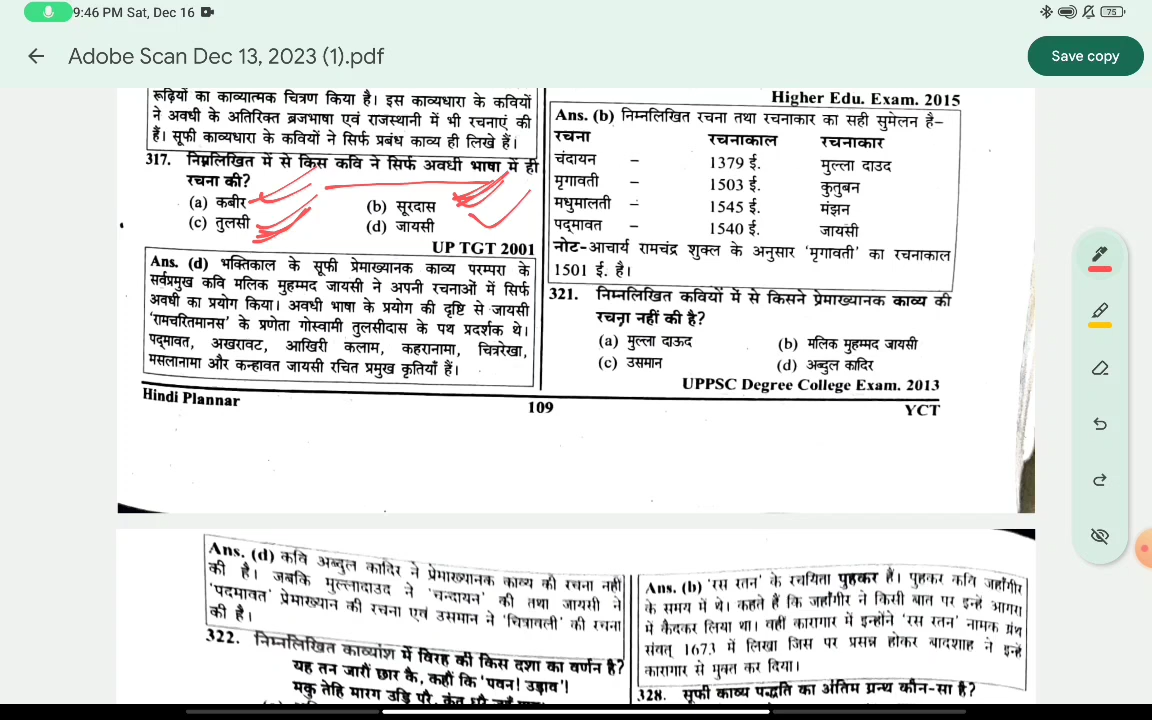 9:46 PM Sat, Dec 16
75
Adobe Scan Dec 13, 2023 (1).pdf
Save copy
रूढ़ियों का काव्यात्मक चित्रण किया है। इस काव्यधारा के कवियों
ने अवधी के अतिरिक्त ब्रजभाषा एवं राजस्थानी में भी रचनाएं की
हैं। सूफी काव्यधारा के कवियों ने सिर्फ प्रबंध काव्य ही लिखे हैं।
317. निम्नलिखित में से किस कवि ने सिर्फ अवधी भाषा में ही
रचना की?
(a) कबीर (b) सूरदास
(c) तुलसी (d) जायसी
UP TGT 2001
Ans. (d) भक्तिकाल के सूफी प्रेमाख्यानक काव्य परम्परा के
सर्वप्रमुख कवि मलिक मुहम्मद जायसी ने अपनी रचनाओं में सिर्फ
अवधी का प्रयोग किया। अवधी भाषा के प्रयोग की दृष्टि से जायसी
'रामचरितमानस' के प्रणेता गोस्वामी तुलसीदास के पथ प्रदर्शक थे।
पद्मावत, अखरावट, आखिरी कलाम, कहरानामा, चित्ररेखा,
मसलानामा और कन्हावत जायसी रचित प्रमुख कृतियाँ हैं।
Higher Edu. Exam. 2015
Ans. (b) निम्नलिखित रचना तथा रचनाकार का सही सुमेलन है–
रचना रचनाकाल रचनाकार
चंदायन – 1379 ई. मुल्ला दाउद
मृगावती – 1503 ई. कुतुबन
मधुमालती – 1545 ई. मंझन
पद्मावत – 1540 ई. जायसी
नोट–आचार्य रामचंद्र शुक्ल के अनुसार 'मृगावती' का रचनाकाल
1501 ई. है।
321. निम्नलिखित कवियों में से किसने प्रेमाख्यानक काव्य की
रचना नहीं की है?
(a) मुल्ला दाऊद (b) मलिक मुहम्मद जायसी
(c) उसमान (d) अब्दुल कादिर
UPPSC Degree College Exam. 2013
Hindi Plannar 109 YCT
Ans. (d) कवि अब्दुल कादिर ने प्रेमाख्यानक काव्य की रचना नहीं
की है। जबकि मुल्लादाउद ने 'चन्दायन' की तथा जायसी ने
'पदमावत' प्रेमाख्यान की रचना एवं उसमान ने 'चित्रावली' की रचना
की है।
322. निम्नलिखित काव्यांश में विरह की किस दशा का वर्णन है?
यह तन जारौं छार कै, कहौं कि 'पवन! उड़ाव'!
मकु तेहि मारग उड़ि परै, कंत धरै जहँ
Ans. (b) 'रस रतन' के रचयिता पुहकर हैं। पुहकर कवि जहाँगीर
के समय में थे। कहते हैं कि जहाँगीर ने किसी बात पर इन्हें आगरा
में कैदकर लिया था। वहीं कारागार में इन्होंने 'रस रतन' नामक ग्रंथ
संवत् 1673 में लिखा जिस पर प्रसन्न होकर बादशाह ने इन्हें
कारागार से मुक्त कर दिया।
328. सूफी काव्य पद्धति का अंतिम ग्रन्थ कौन-सा है?